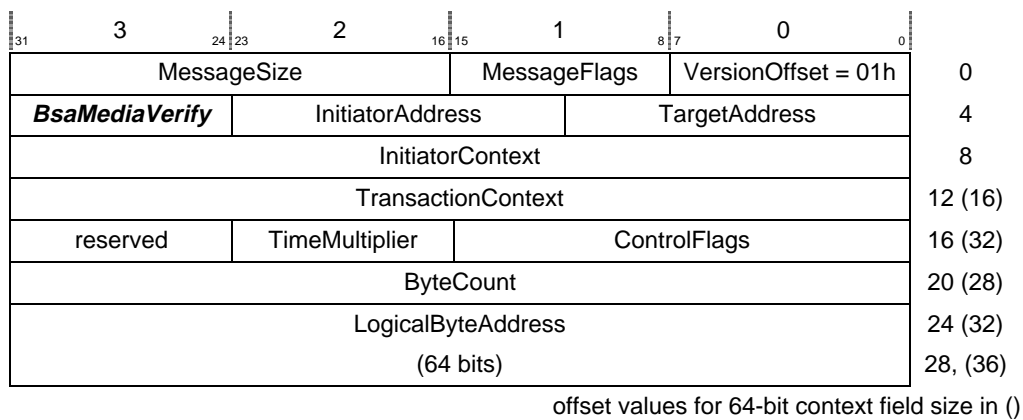 3 2 1 0
31 24 23 16 15 8 7 0
MessageSize MessageFlags VersionOffset = 01h 0
BsaMediaVerify InitiatorAddress TargetAddress 4
InitiatorContext 8
TransactionContext 12 (16)
reserved TimeMultiplier ControlFlags 16 (32)
ByteCount 20 (28)
LogicalByteAddress 24 (32)
(64 bits) 28, (36)
offset values for 64-bit context field size in ()